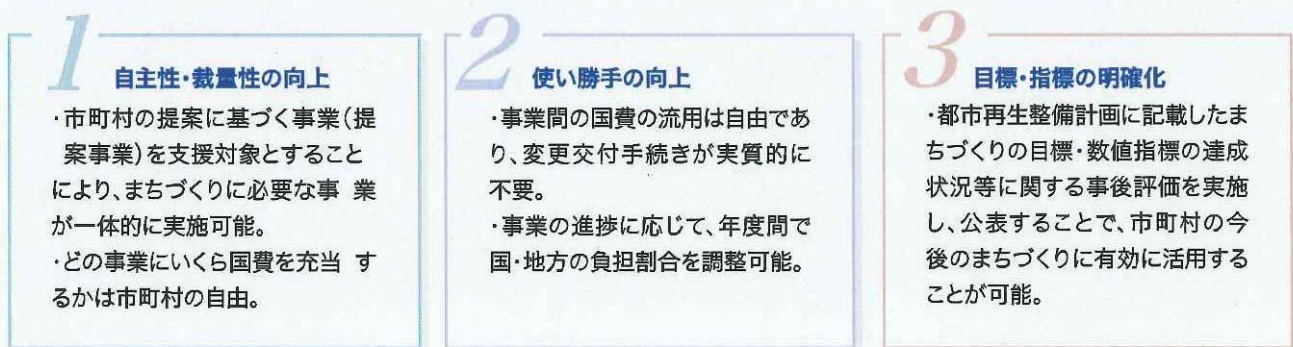 1
自主性・裁量性の向上
・市町村の提案に基づく事業(提
案事業)を支援対象とすること
により、まちづくりに必要な事 業
が一体的に実施可能。
・どの事業にいくら国費を充当 す
るかは市町村の自由。
2
使い勝手の向上
・事業間の国費の流用は自由であ
り、変更交付手続きが実質的に
不要。
・事業の進捗に応じて、年度間で
国・地方の負担割合を調整可能。
3
目標・指標の明確化
・都市再生整備計画に記載したま
ちづくりの目標・数値指標の達成
状況等に関する事後評価を実施
し、公表することで、市町村の今
後のまちづくりに有効に活用する
ことが可能。